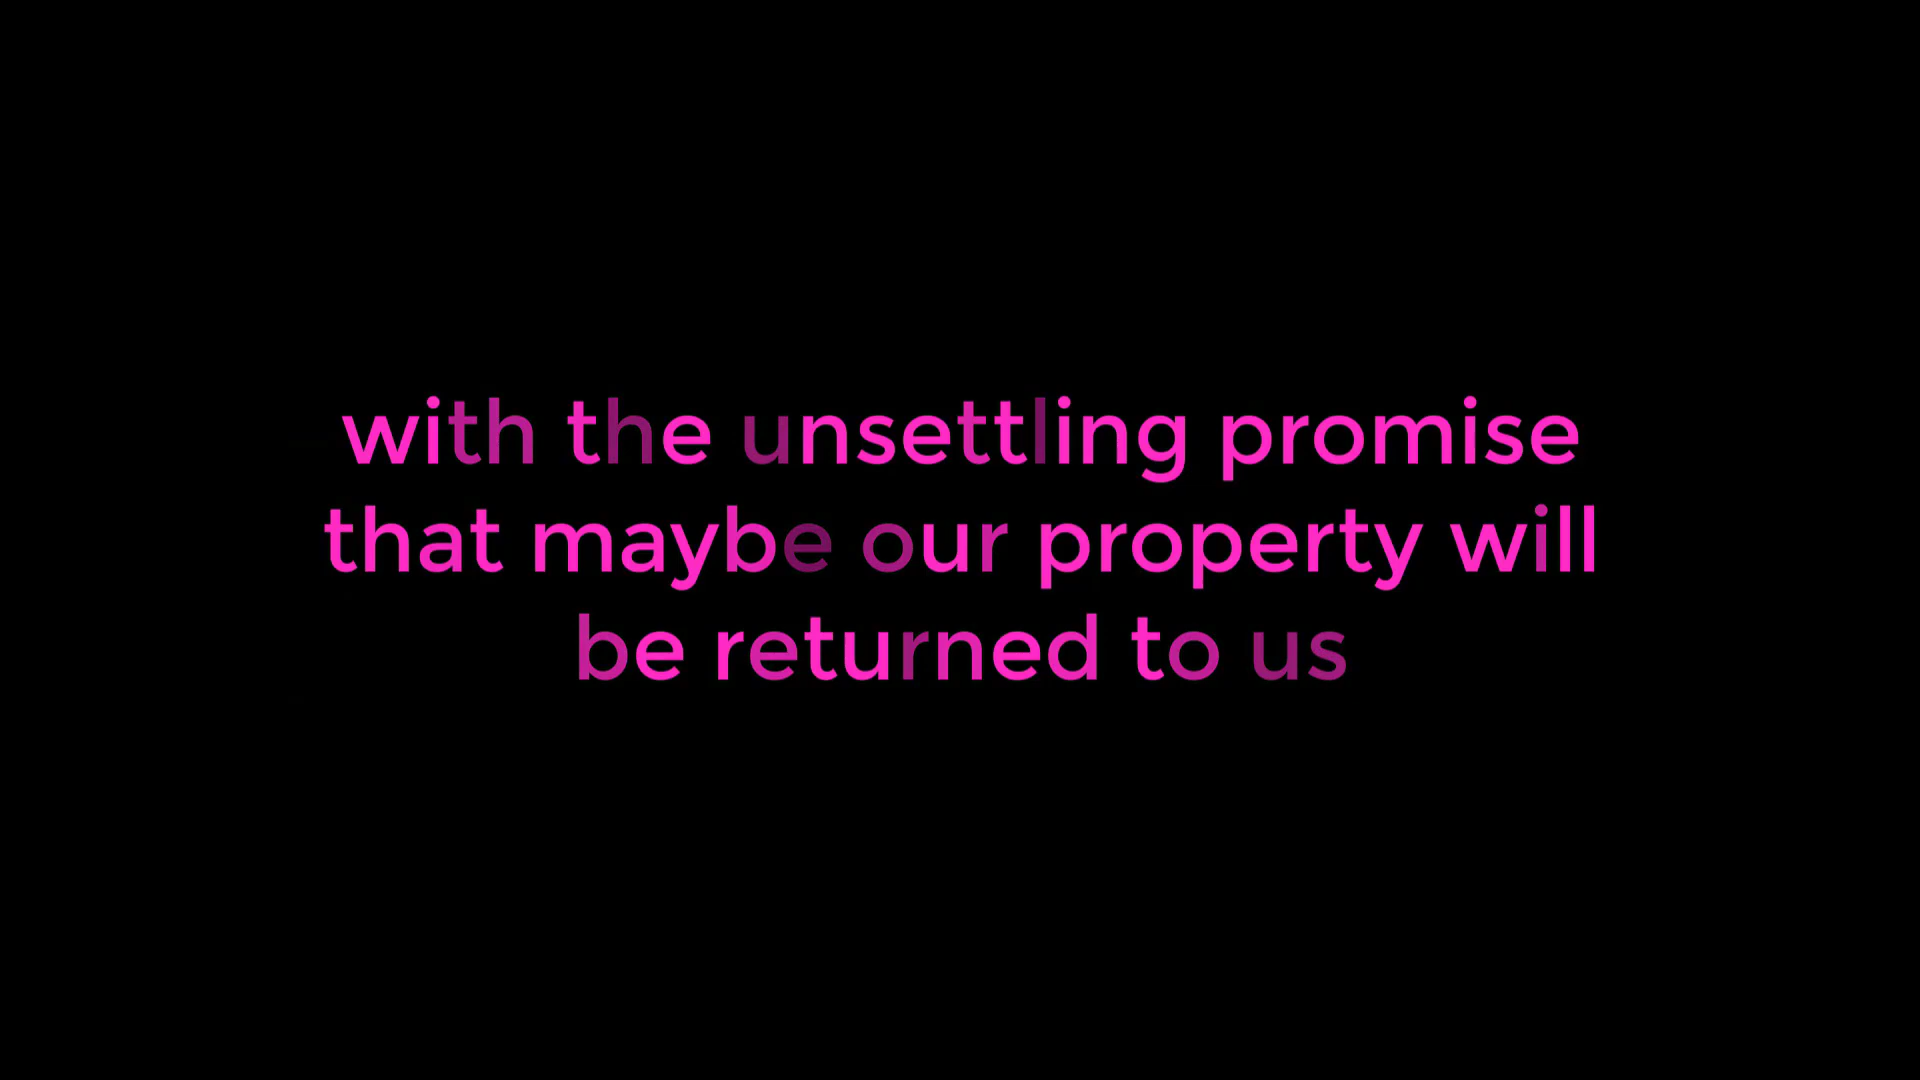 with the unsettling promise
that maybe our property will
be returned to us